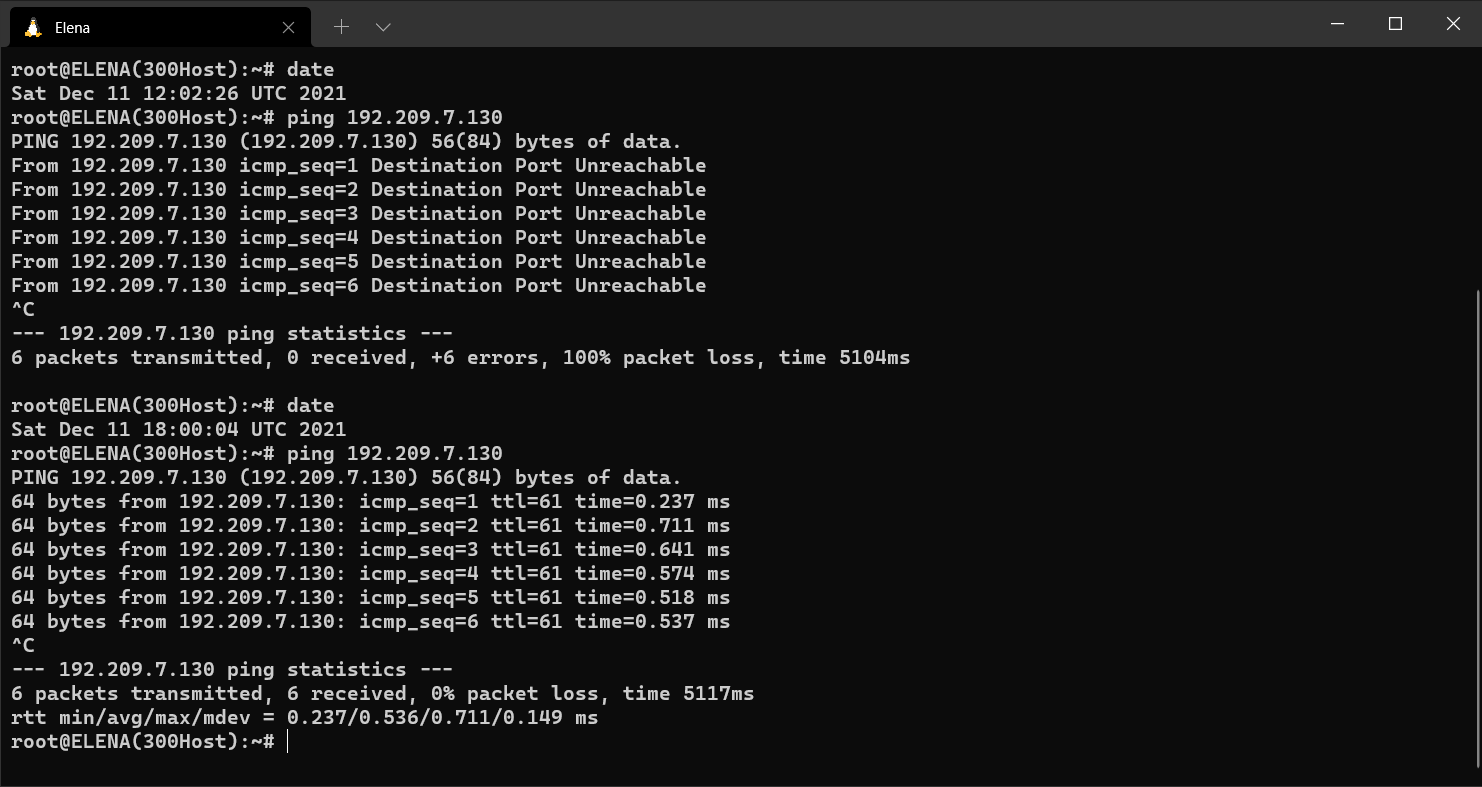 Elena
root@ELENA(300Host):~# date
Sat Dec 11 12:02:26 UTC 2021
root@ELENA(300Host):~# ping 192.209.7.130
PING 192.209.7.130 (192.209.7.130) 56(84) bytes of data.
From 192.209.7.130 icmp_seq=1 Destination Port Unreachable
From 192.209.7.130 icmp_seq=2 Destination Port Unreachable
From 192.209.7.130 icmp_seq=3 Destination Port Unreachable
From 192.209.7.130 icmp_seq=4 Destination Port Unreachable
From 192.209.7.130 icmp_seq=5 Destination Port Unreachable
From 192.209.7.130 icmp_seq=6 Destination Port Unreachable
^C
--- 192.209.7.130 ping statistics ---
6 packets transmitted, 0 received, +6 errors, 100% packet loss, time 5104ms
root@ELENA(300Host):~# date
Sat Dec 11 18:00:04 UTC 2021
root@ELENA(300Host):~# ping 192.209.7.130
PING 192.209.7.130 (192.209.7.130) 56(84) bytes of data.
64 bytes from 192.209.7.130: icmp_seq=1 ttl=61 time=0.237 ms
64 bytes from 192.209.7.130: icmp_seq=2 ttl=61 time=0.711 ms
64 bytes from 192.209.7.130: icmp_seq=3 ttl=61 time=0.641 ms
64 bytes from 192.209.7.130: icmp_seq=4 ttl=61 time=0.574 ms
64 bytes from 192.209.7.130: icmp_seq=5 ttl=61 time=0.518 ms
64 bytes from 192.209.7.130: icmp_seq=6 ttl=61 time=0.537 ms
^C
--- 192.209.7.130 ping statistics ---
6 packets transmitted, 6 received, 0% packet loss, time 5117ms
rtt min/avg/max/mdev = 0.237/0.536/0.711/0.149 ms
root@ELENA(300Host):~#